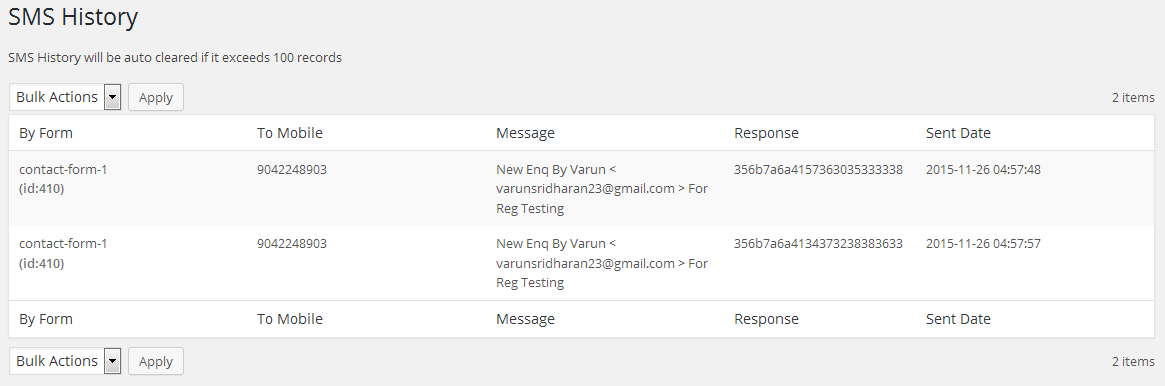 SMS History
SMS History will be auto cleared if it exceeds 100 records
Bulk Actions Apply 2 items
By Form To Mobile Message Response Sent Date
contact-form-1 9042248903 New Enq By Varun < 356b7a6a4157363035333338 2015-11-26 04:57:48
(id:410) varunsridharan23@gmail.com > For
Reg Testing
contact-form-1 9042248903 New Enq By Varun < 356b7a6a4134373238383633 2015-11-26 04:57:57
(id:410) varunsridharan23@gmail.com > For
Reg Testing
By Form To Mobile Message Response Sent Date
Bulk Actions Apply 2 items